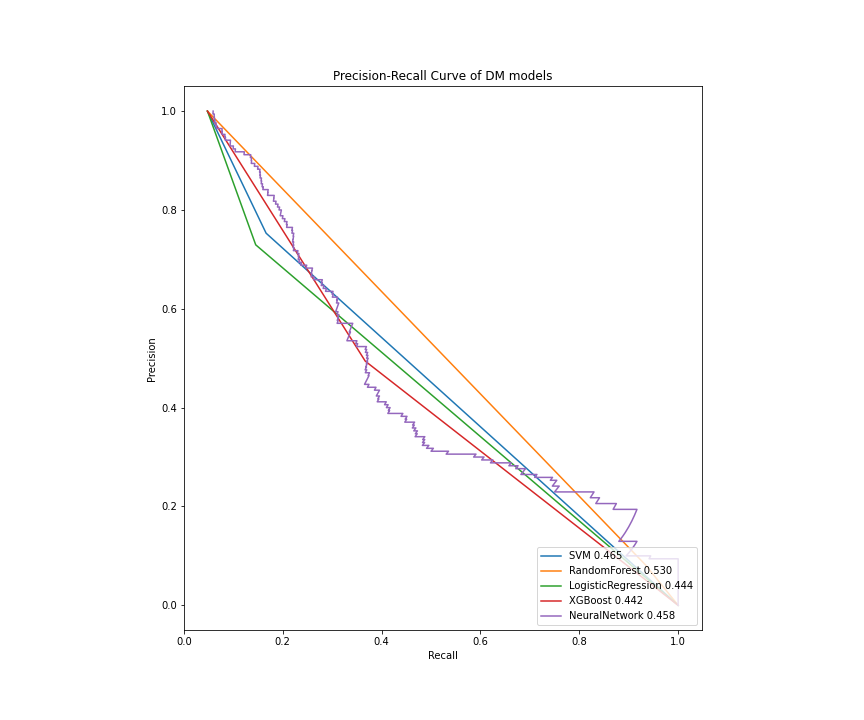 Precision-Recall Curve of DM models
Precision
1.0
0.8
0.6
0.4
0.2
0.0
SVM 0.465
RandomForest 0.530
LogisticRegression 0.444
XGBoost 0.442
NeuralNetwork 0.458
0.0 0.2 0.4 0.6 0.8 1.0
Recall